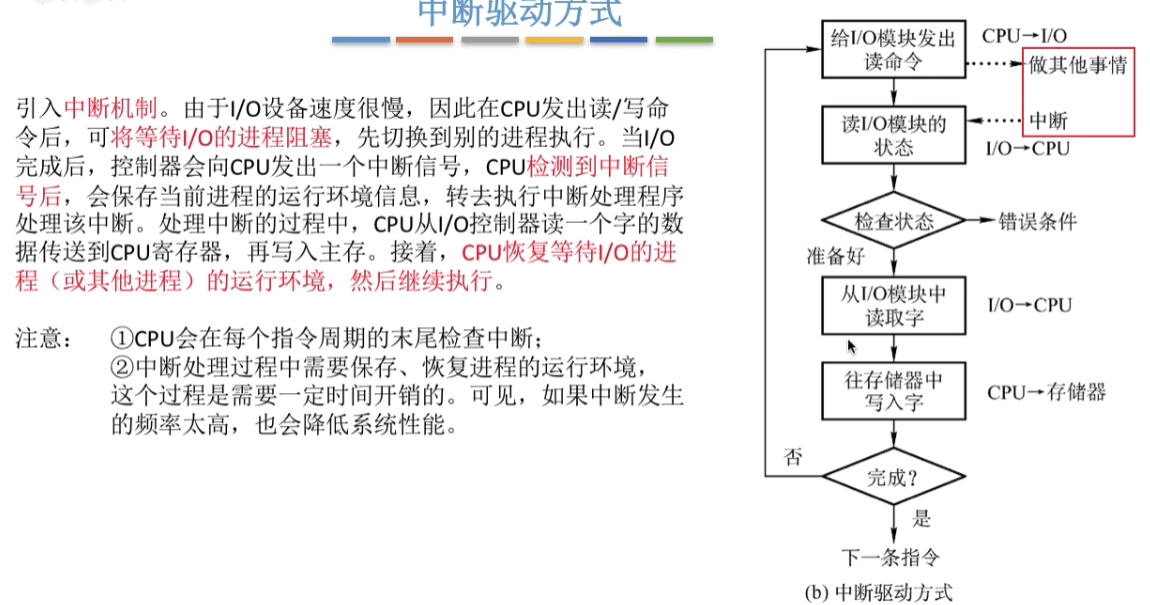 中断驱动方式
引入中断机制。由于I/O设备速度很慢，因此在CPU发出读/写命
令后，可将等待I/O的进程阻塞，先切换到别的进程执行。当I/O
完成后，控制器会向CPU发出一个中断信号，CPU检测到中断信
号后，会保存当前进程的运行环境信息，转去执行中断处理程序
处理该中断。处理中断的过程中，CPU从I/O控制器读一个字的数
据传送到CPU寄存器，再写入主存。接着，CPU恢复等待I/O的进
程（或其他进程）的运行环境，然后继续执行。
注意： ①CPU会在每个指令周期的末尾检查中断；
②中断处理过程中需要保存、恢复进程的运行环境，
这个过程是需要一定时间开销的。可见，如果中断发生
的频率太高，也会降低系统性能。
给I/O模块发出
读命令
CPU→I/O
做其他事情
读I/O模块的
状态
中断
I/O→CPU
检查状态
错误条件
准备好
从I/O模块中
读取字
I/O→CPU
往存储器中
写入字
CPU→存储器
否
完成？
是
下一条指令
(b) 中断驱动方式